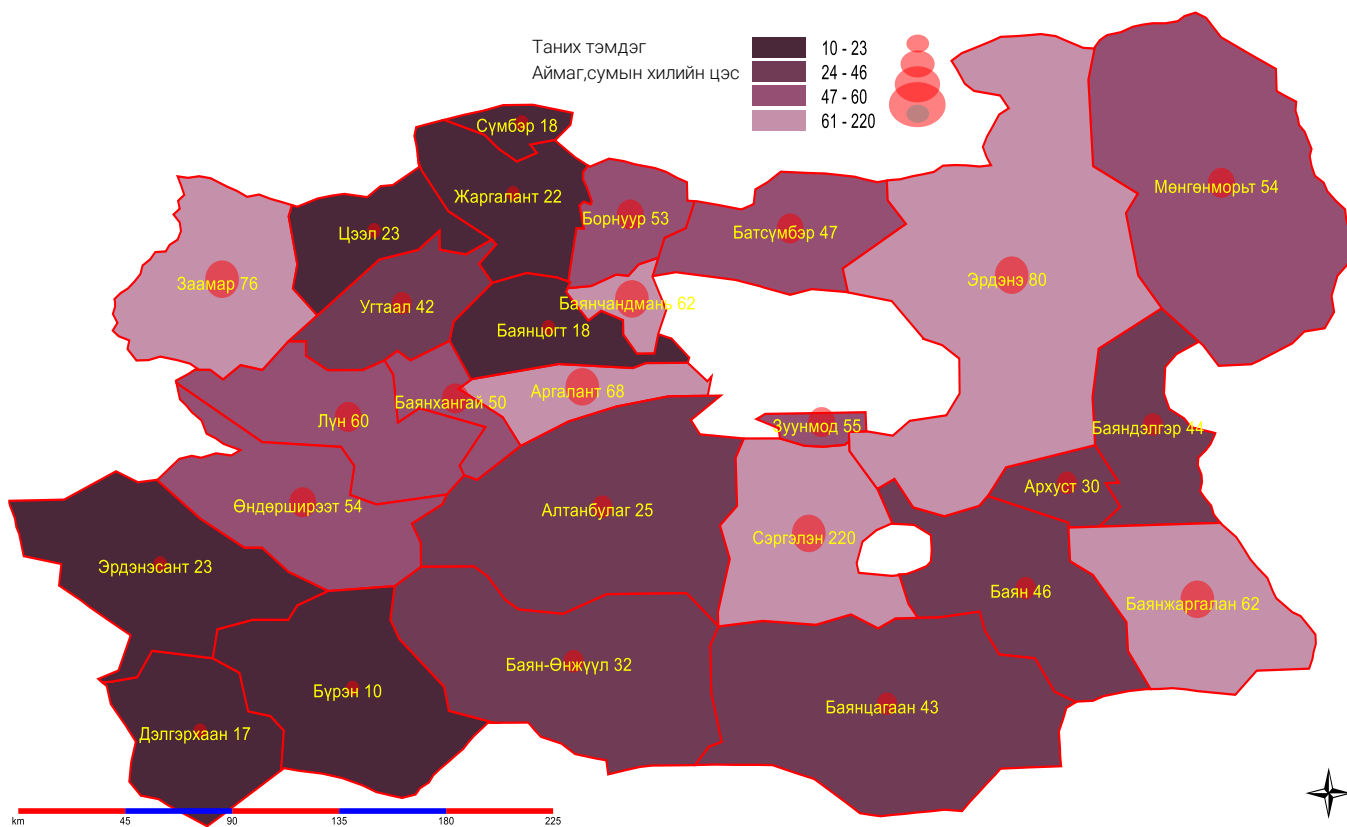 Таних тэмдэг
Аймаг,сумын хилийн цэс
10 - 23
24 - 46
47 - 60
61 - 220
Сүмбэр 18
Жаргалант 22
Борнуур 53
Мөнгөнморьт 54
Цээл 23
Батсүмбэр 47
Заамар 76
Эрдэнэ 80
Угтаал 42
Баянчандмань 62
Баянцогт 18
Аргалант 68
Баянхангай 50
Лүн 60
Зуунмод 55
Баяндэлгэр 44
Архуст 30
Өндөрширээт 54
Алтанбулаг 25
Сэргэлэн 220
Эрдэнэсант 23
Баян 46
Баянжаргалан 62
Баян-Өнжүүл 32
Бүрэн 10
Баянцагаан 43
Дэлгэрхаан 17
km 45 90 135 180 225